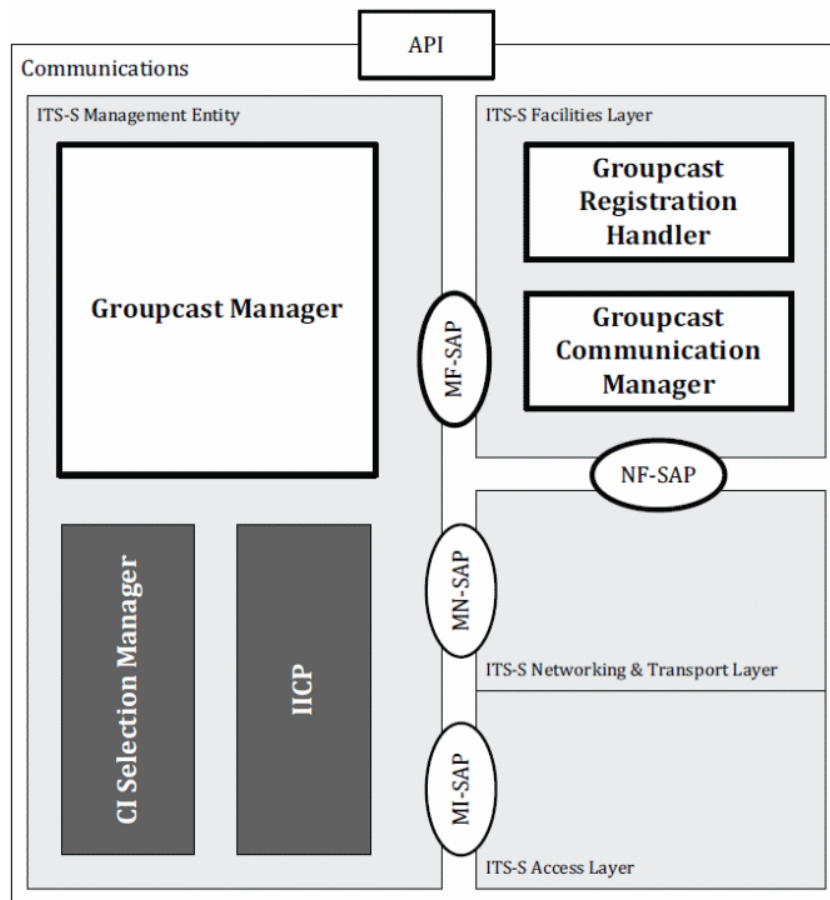 API
Communications
ITS-S Management Entity
Groupcast Manager
CI Selection Manager
IICP
MF-SAP
MN-SAP
MI-SAP
ITS-S Facilities Layer
Groupcast
Registration
Handler
Groupcast
Communication
Manager
NF-SAP
ITS-S Networking & Transport Layer
ITS-S Access Layer